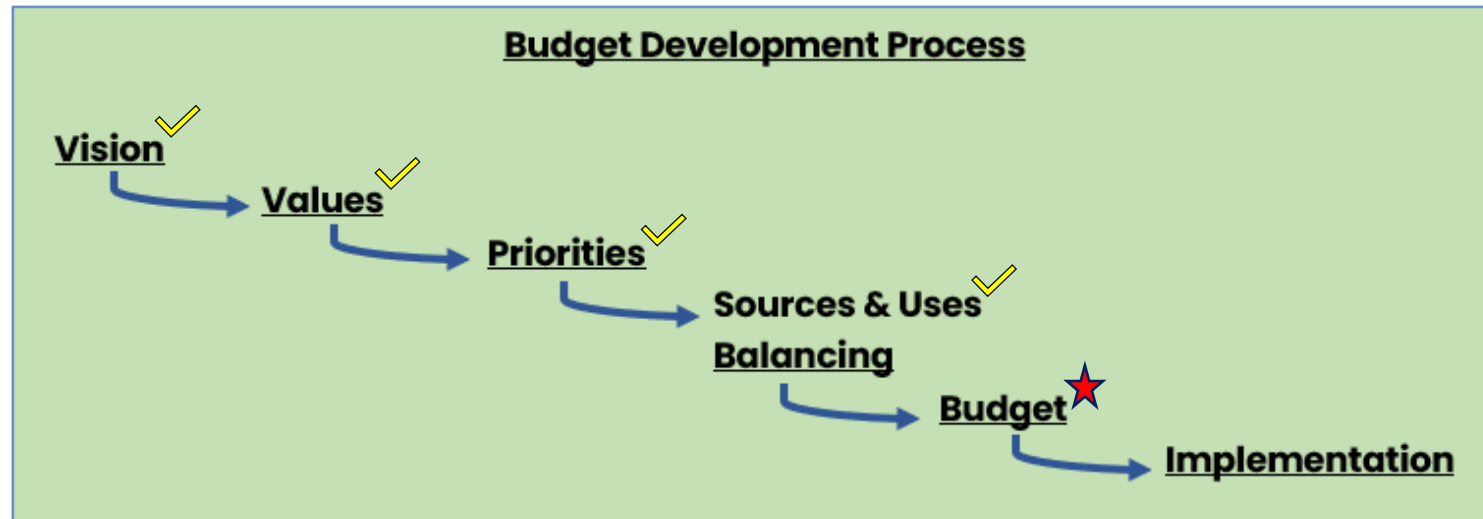 Budget Development Process
Vision
Values
Priorities
Sources & Uses
Balancing
Budget
Implementation